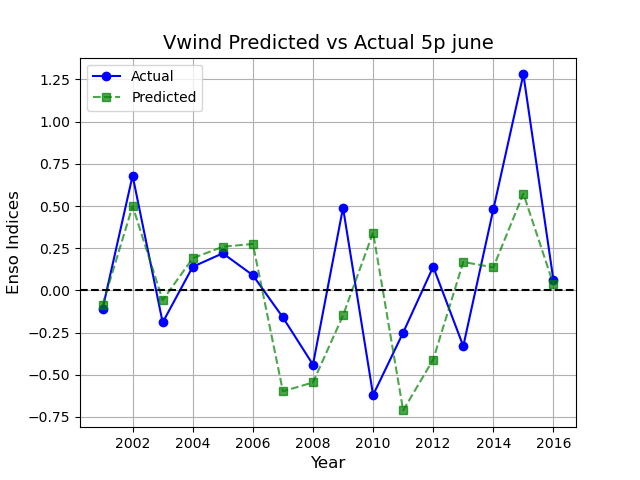 Vwind Predicted vs Actual 5p june
Actual
Predicted
1.25
1.00
0.75
0.50
0.25
0.00
−0.25
−0.50
−0.75
Enso Indices
2002 2004 2006 2008 2010 2012 2014 2016
Year